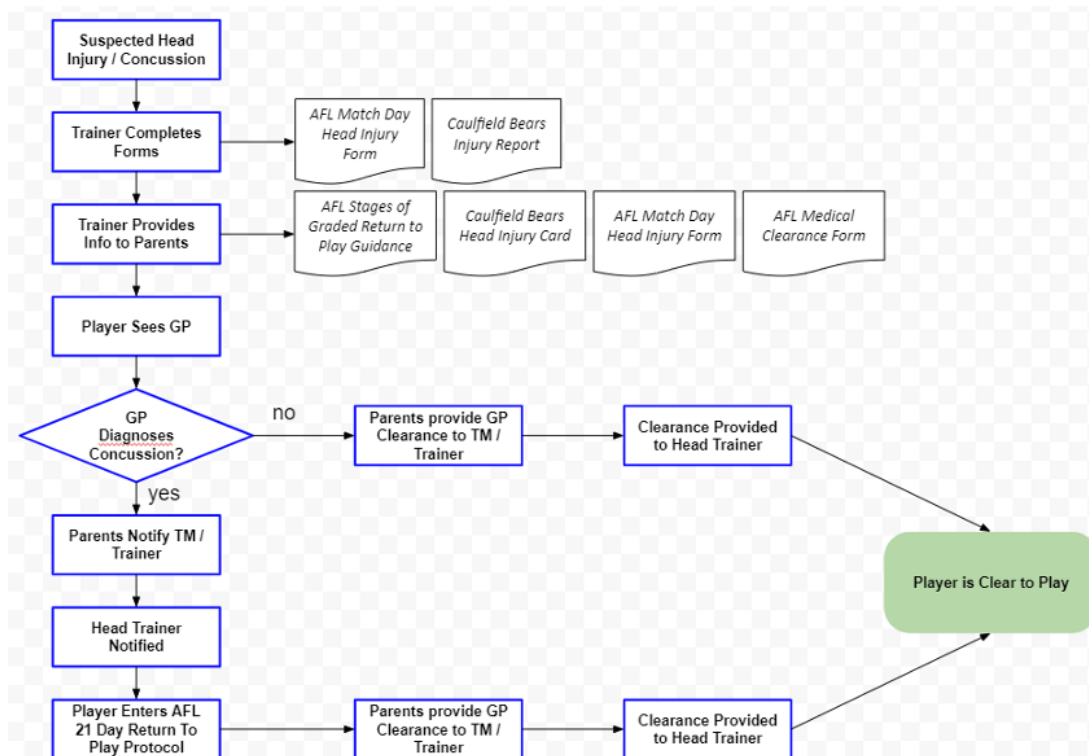 Suspected Head
Injury / Concussion
Trainer Completes
Forms
AFL Match Day
Head Injury
Form
Caulfield Bears
Injury Report
Trainer Provides
Info to Parents
AFL Stages of
Graded Return to
Play Guidance
Caulfield Bears
Head Injury Card
AFL Match Day
Head Injury Form
AFL Medical
Clearance Form
Player Sees GP
GP
Diagnoses
Concussion?
no
Parents provide GP
Clearance to TM /
Trainer
Clearance Provided
to Head Trainer
yes
Parents Notify TM /
Trainer
Player is Clear to Play
Head Trainer
Notified
Player Enters AFL
21 Day Return To
Play Protocol
Parents provide GP
Clearance to TM /
Trainer
Clearance Provided
to Head Trainer